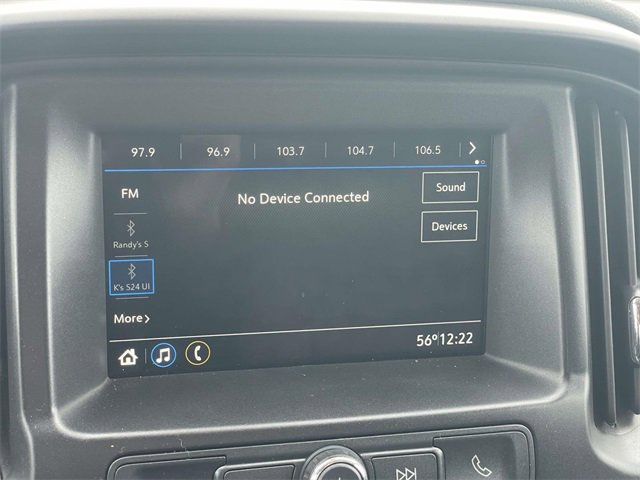 97.9 96.9 103.7 104.7 106.5
FM
No Device Connected
Sound
Randy's S
Devices
K's S24 Ul
More
56° 12:22